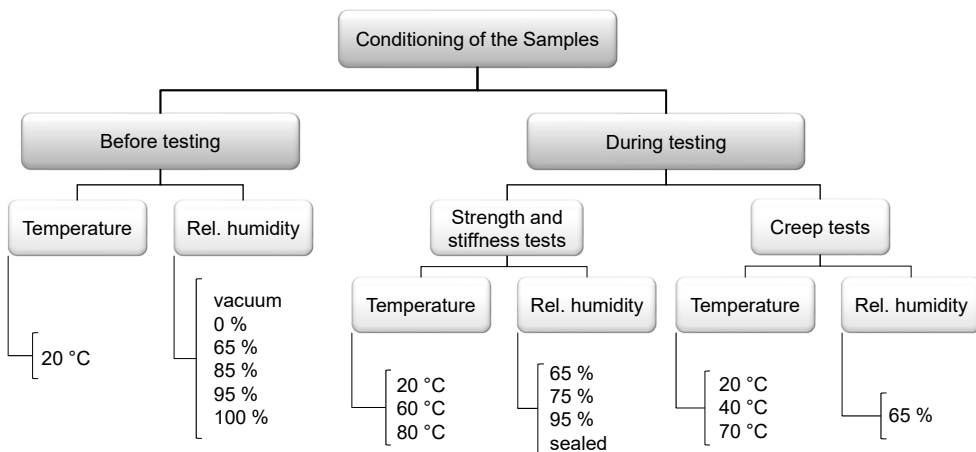 Conditioning of the Samples
Before testing
During testing
Temperature
Rel. humidity
Strength and
stiffness tests
Creep tests
20 °C
vacuum
0 %
65 %
85 %
95 %
100 %
Temperature
Rel. humidity
Temperature
Rel. humidity
20 °C
60 °C
80 °C
65 %
75 %
95 %
sealed
20 °C
40 °C
70 °C
65 %